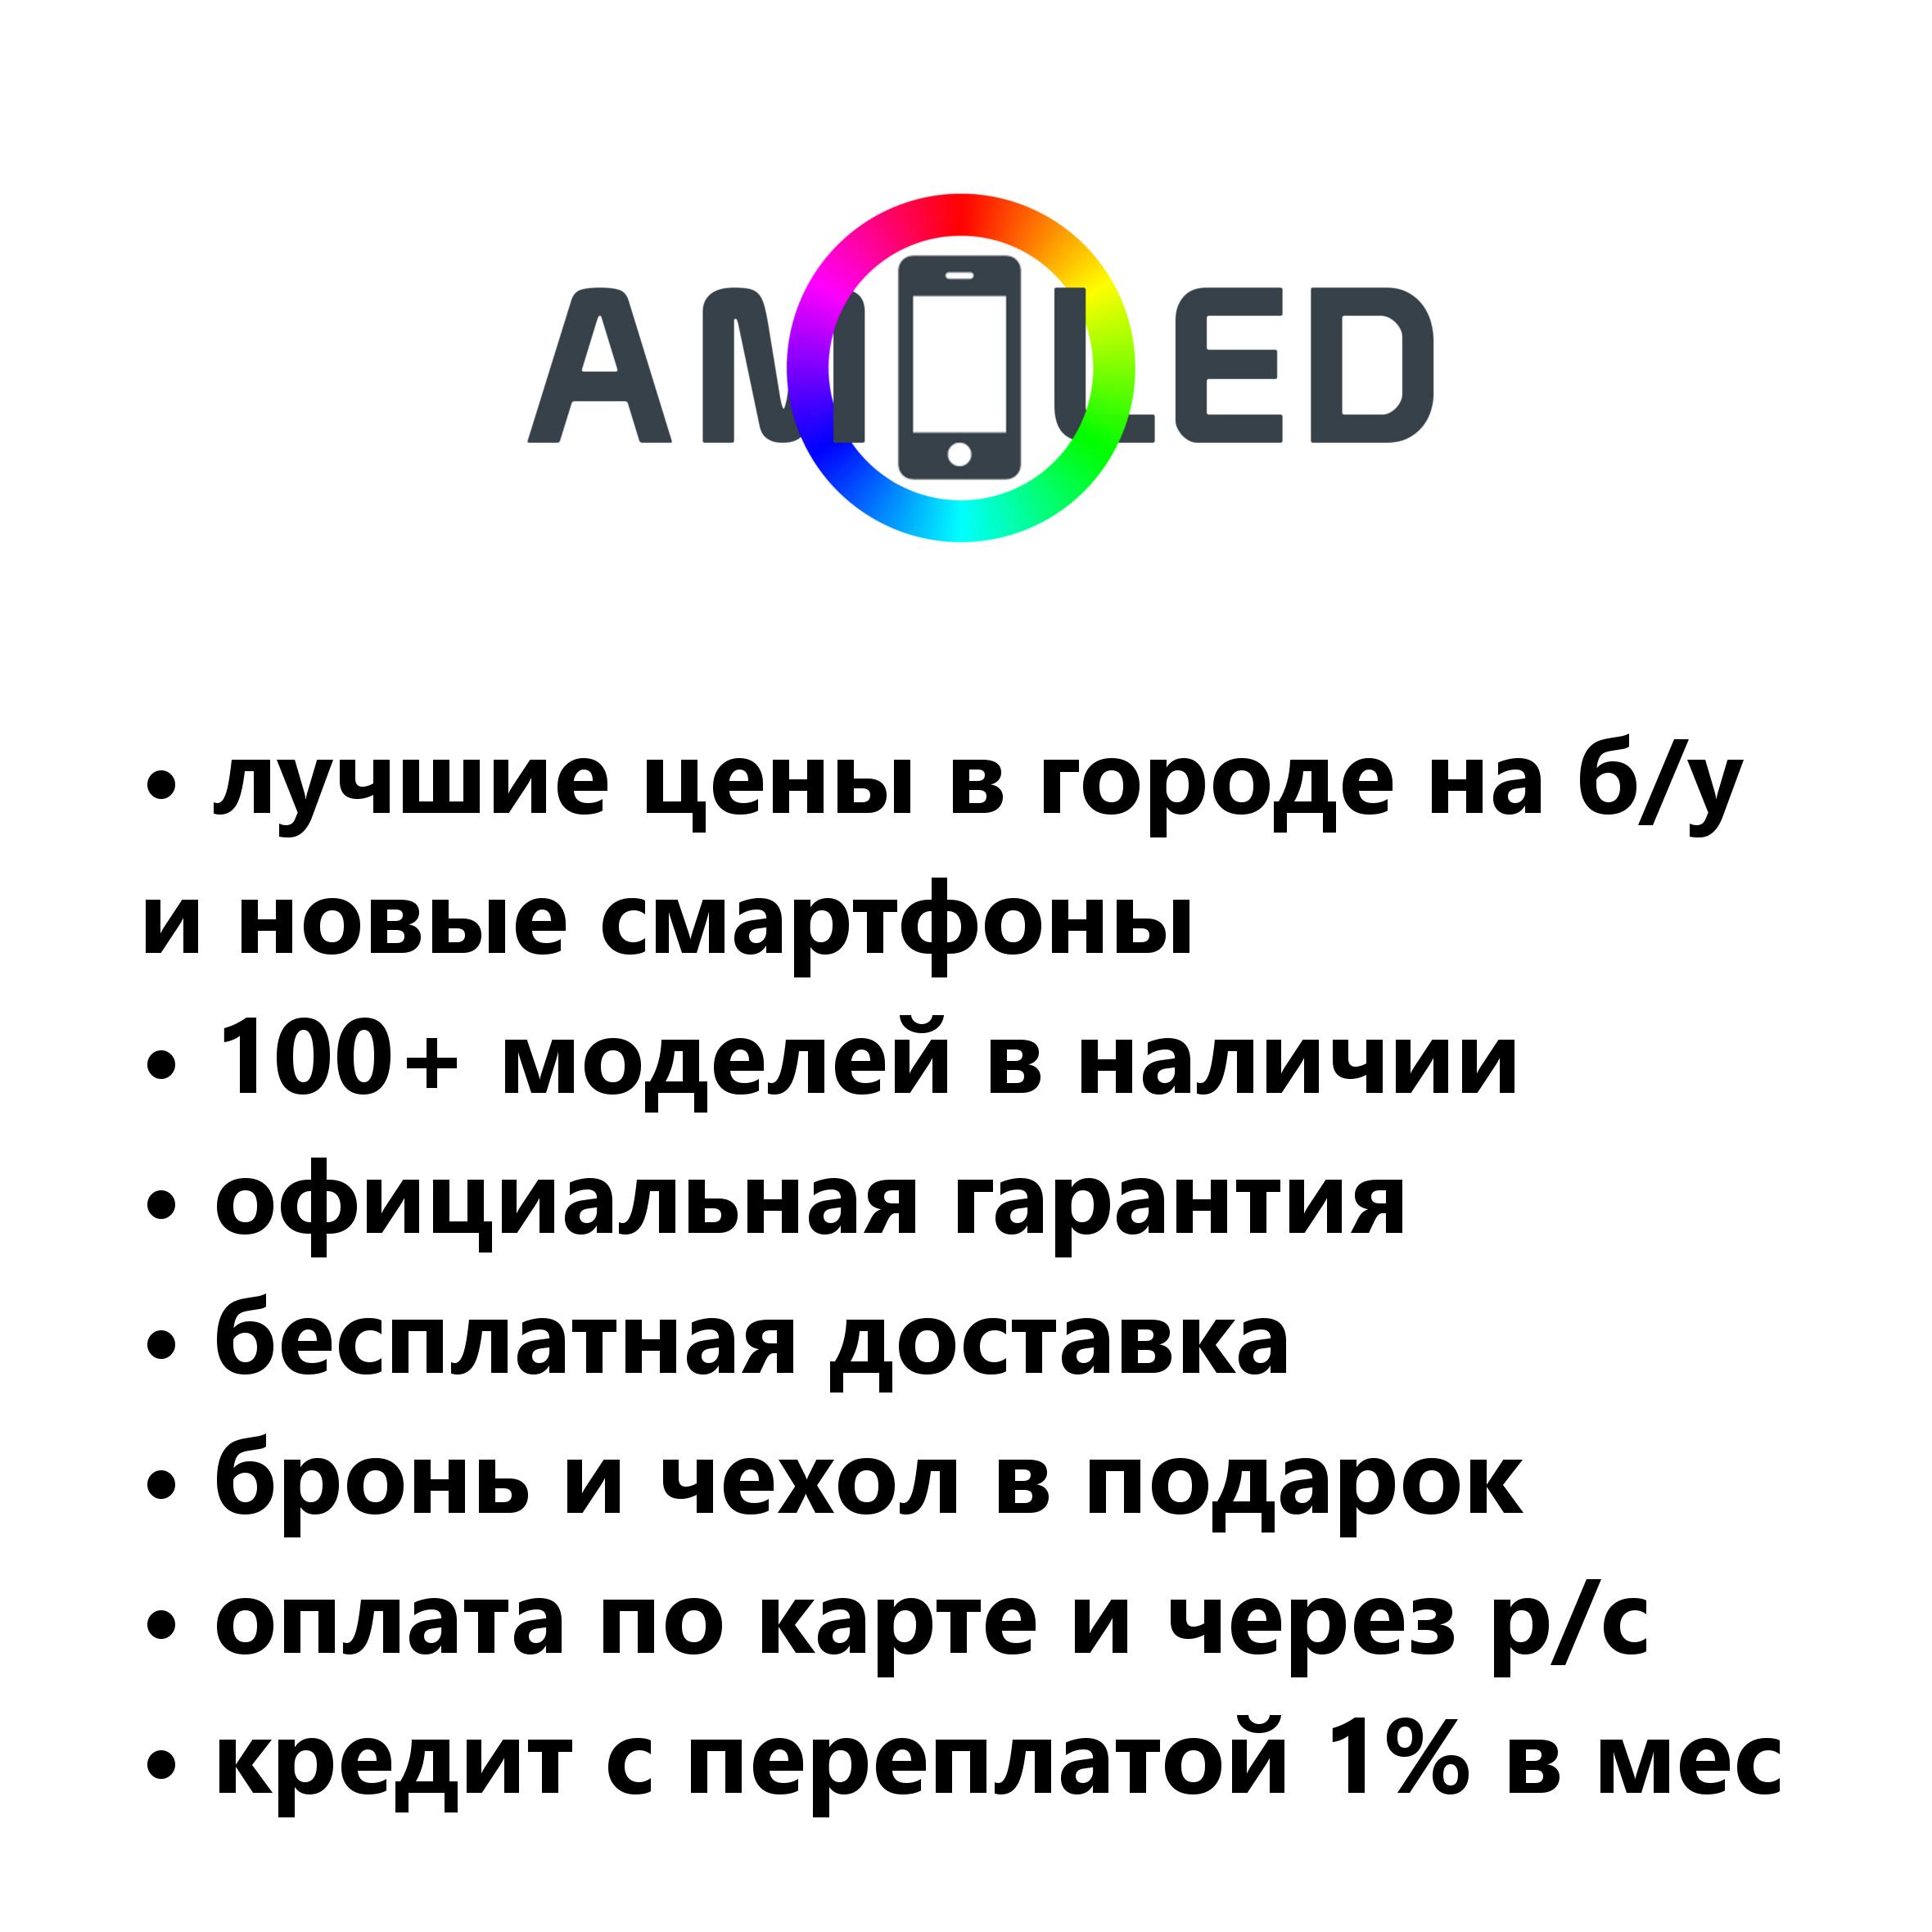 AMOLED
• лучшие цены в городе на б/у
и новые смартфоны
• 100+ моделей в наличии
• официальная гарантия
• бесплатная доставка
• бронь и чехол в подарок
• оплата по карте и через р/с
• кредит с переплатой 1% в мес